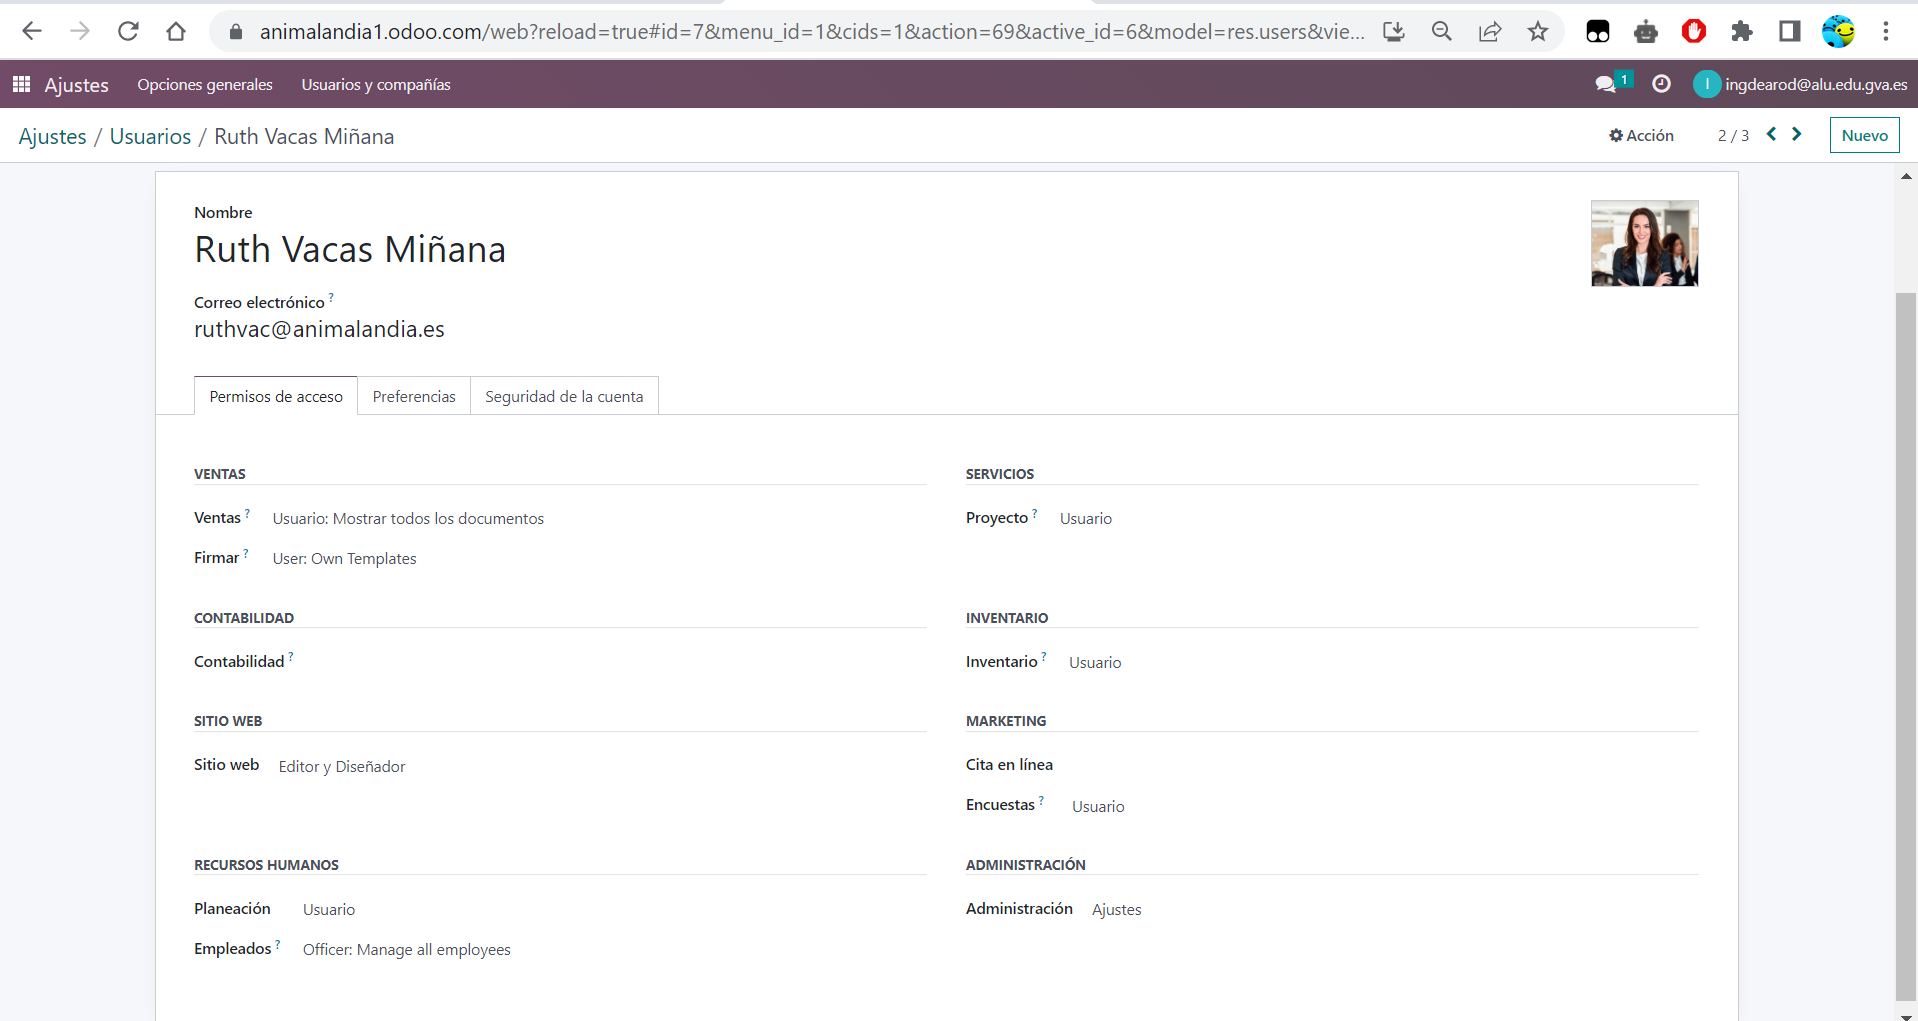 animalandia1.odoo.com/web?reload=true#id=7&menu_id=1&cids=1&action=69&active_id=6&model=res.users&vie...
Ajustes Opciones generales Usuarios y compañías 1 I ingdearod@alu.edu.gva.es
Ajustes / Usuarios / Ruth Vacas Miñana Acción 2 / 3 Nuevo
Nombre
Ruth Vacas Miñana
Correo electrónico ?
ruthvac@animalandia.es
Permisos de acceso Preferencias Seguridad de la cuenta
VENTAS
Ventas ? Usuario: Mostrar todos los documentos
Firmar ? User: Own Templates
SERVICIOS
Proyecto ? Usuario
CONTABILIDAD
Contabilidad ?
INVENTARIO
Inventario ? Usuario
SITIO WEB
Sitio web Editor y Diseñador
MARKETING
Cita en línea
Encuestas ? Usuario
RECURSOS HUMANOS
Planeación Usuario
Empleados ? Officer: Manage all employees
ADMINISTRACIÓN
Administración Ajustes